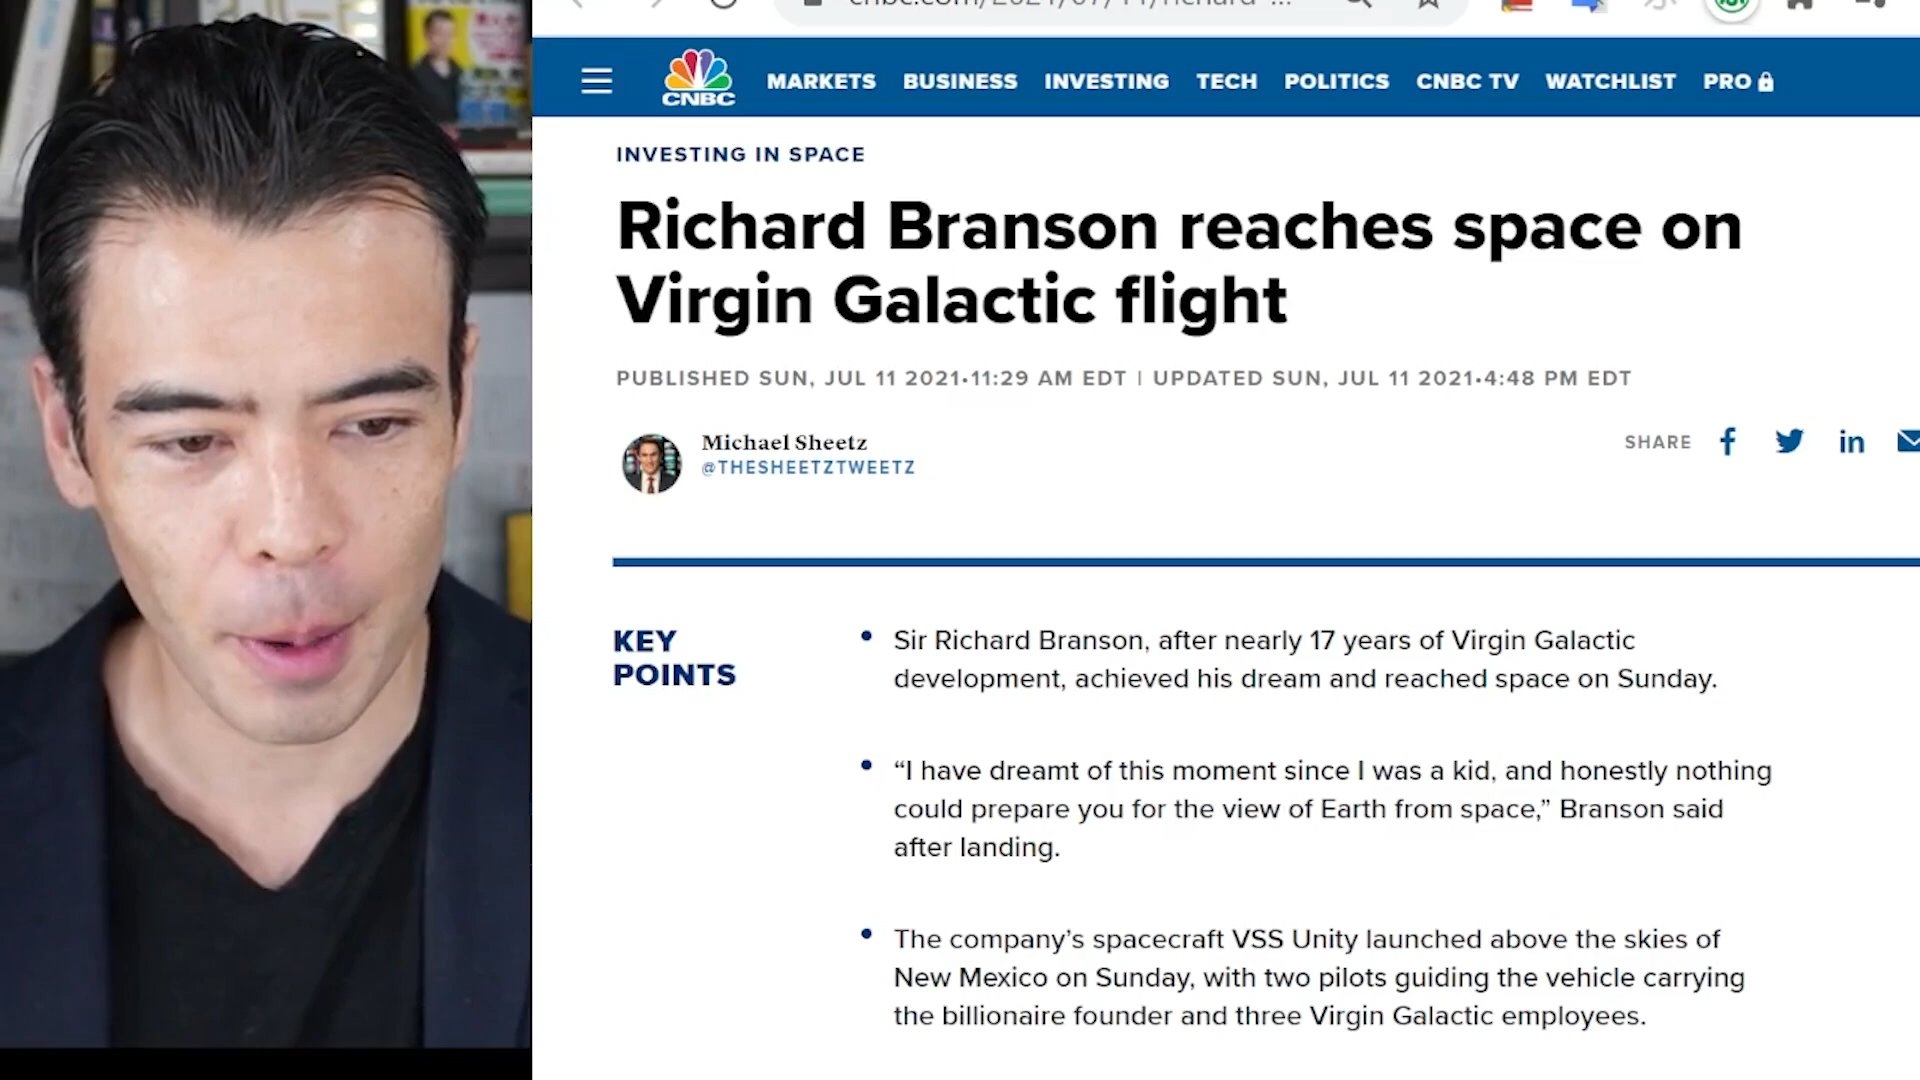 CNBC
MARKETS BUSINESS INVESTING TECH POLITICS CNBC TV WATCHLIST PRO
INVESTING IN SPACE
Richard Branson reaches space on
Virgin Galactic flight
PUBLISHED SUN, JUL 11 2021•11:29 AM EDT | UPDATED SUN, JUL 11 2021•4:48 PM EDT
Michael Sheetz
@THESHEETZTWEETZ
SHARE
KEY
POINTS
• Sir Richard Branson, after nearly 17 years of Virgin Galactic
development, achieved his dream and reached space on Sunday.
• “I have dreamt of this moment since I was a kid, and honestly nothing
could prepare you for the view of Earth from space,” Branson said
after landing.
• The company’s spacecraft VSS Unity launched above the skies of
New Mexico on Sunday, with two pilots guiding the vehicle carrying
the billionaire founder and three Virgin Galactic employees.